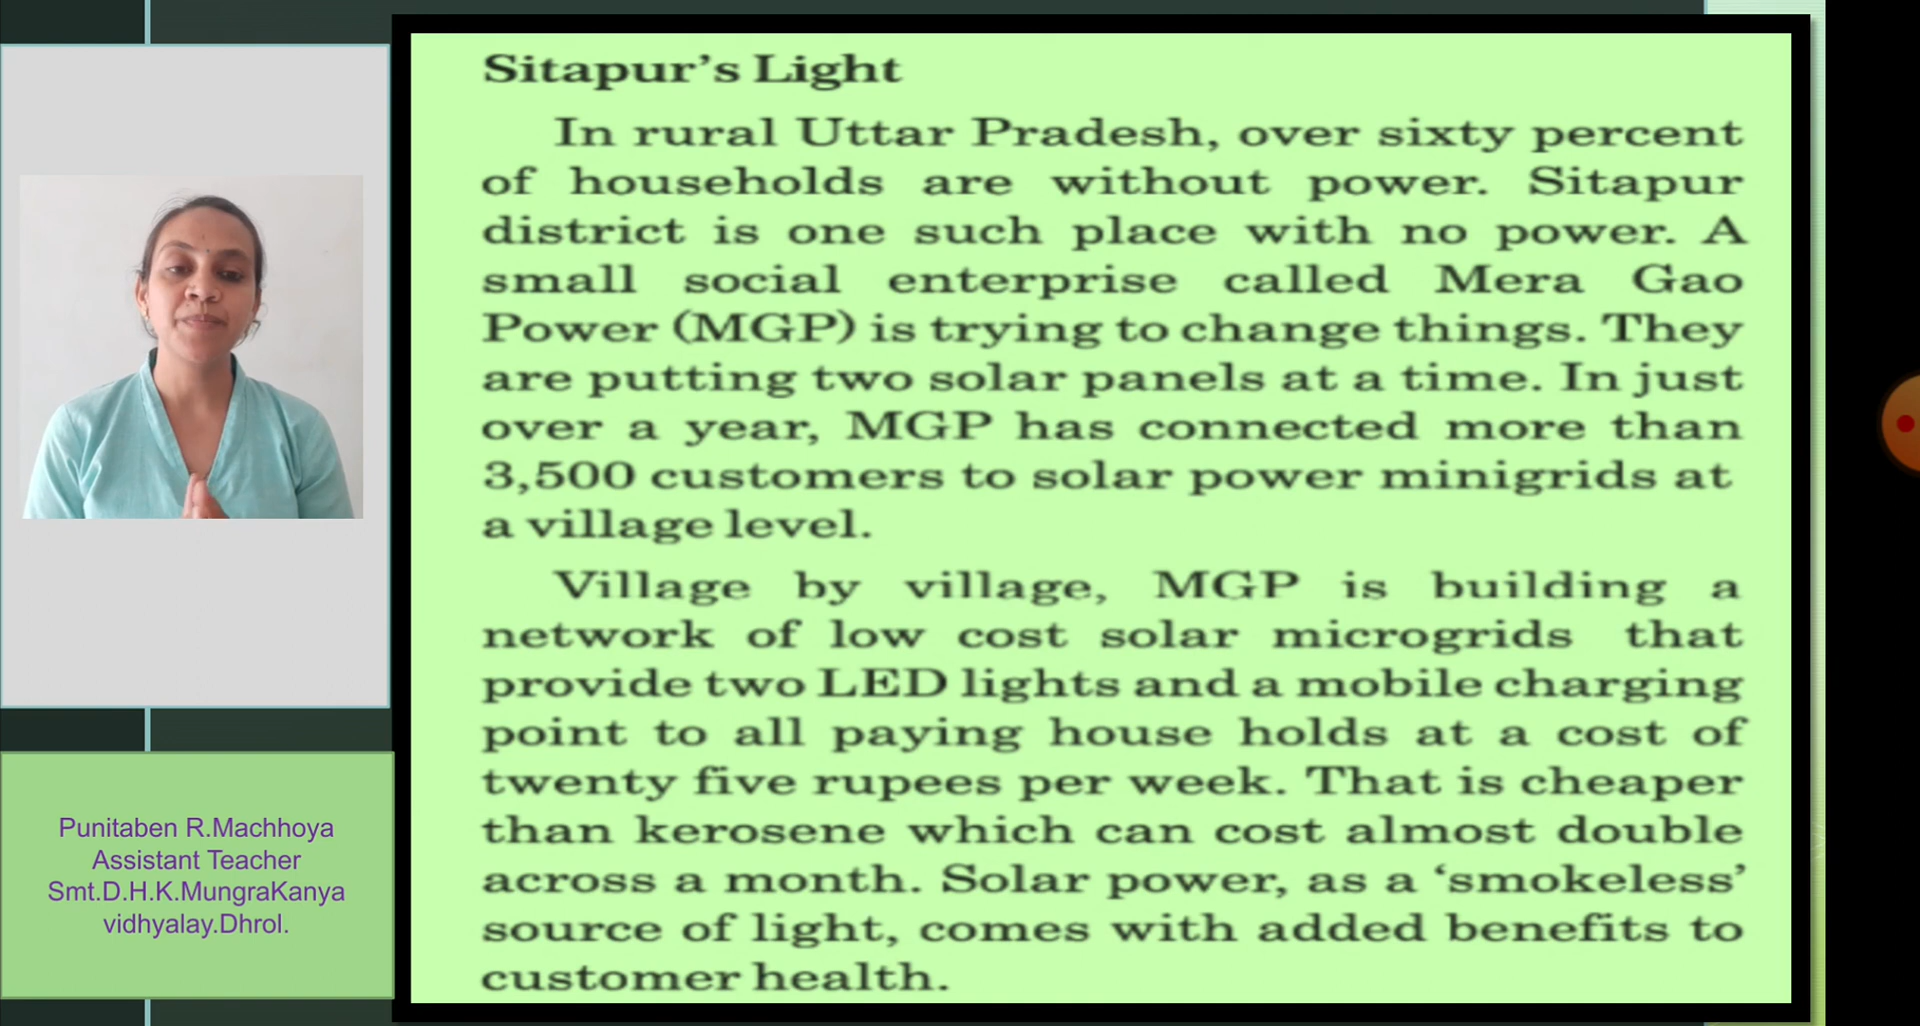 Sitapur's Light
In rural Uttar Pradesh, over sixty percent
of households are without power. Sitapur
district is one such place with no power. A
small social enterprise called Mera Gao
Power (MGP) is trying to change things. They
are putting two solar panels at a time. In just
over a year, MGP has connected more than
3,500 customers to solar power minigrids at
a village level.
Village by village, MGP is building a
network of low cost solar microgrids that
provide two LED lights and a mobile charging
point to all paying house holds at a cost of
twenty five rupees per week. That is cheaper
than kerosene which can cost almost double
across a month. Solar power, as a ‘smokeless’
source of light, comes with added benefits to
customer health.
Punitaben R.Machhoya
Assistant Teacher
Smt.D.H.K.MungraKanya
vidhyalay.Dhrol.